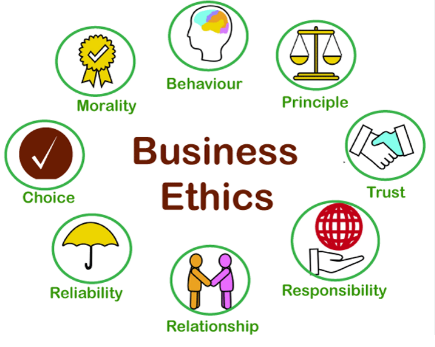 Behaviour
Morality
Principle
Business
Ethics
Choice
Trust
Reliability
Responsibility
Relationship